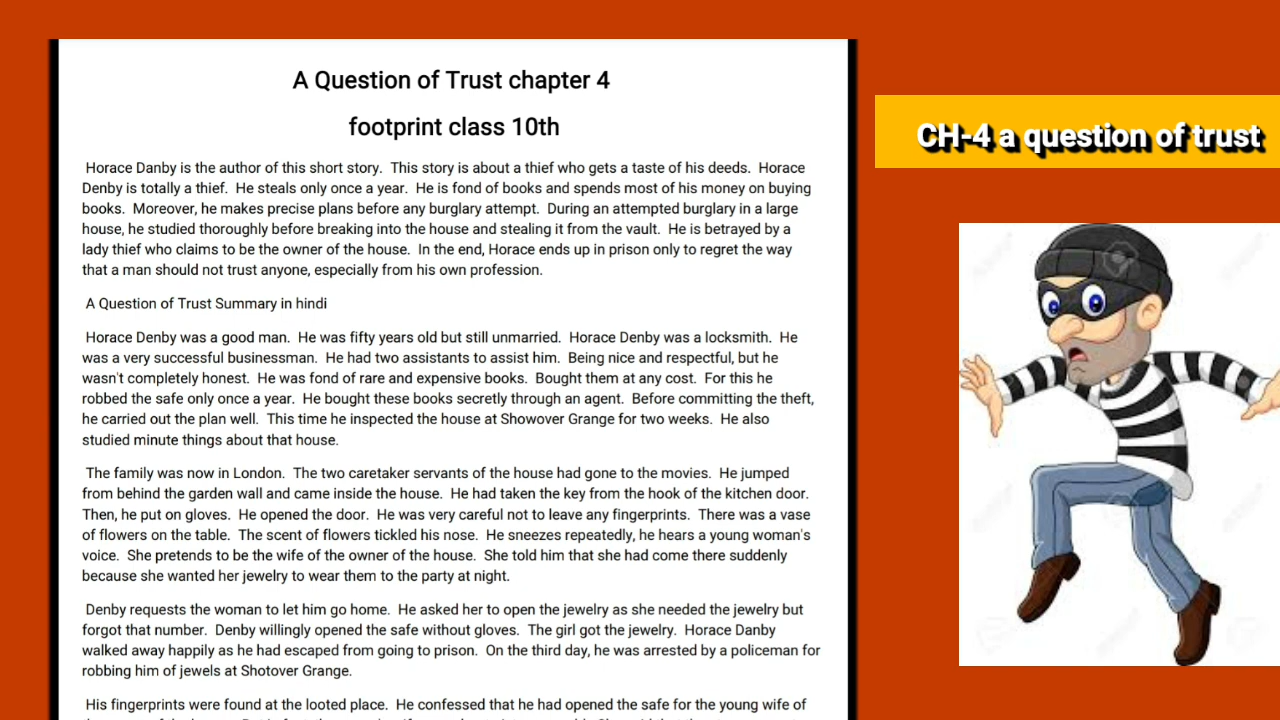 A Question of Trust chapter 4
footprint class 10th
CH-4 a question of trust
Horace Danby is the author of this short story. This story is about a thief who gets a taste of his deeds. Horace
Denby is totally a thief. He steals only once a year. He is fond of books and spends most of his money on buying
books. Moreover, he makes precise plans before any burglary attempt. During an attempted burglary in a large
house, he studied thoroughly before breaking into the house and stealing it from the vault. He is betrayed by a
lady thief who claims to be the owner of the house. In the end, Horace ends up in prison only to regret the way
that a man should not trust anyone, especially from his own profession.
A Question of Trust Summary in hindi
Horace Denby was a good man. He was fifty years old but still unmarried. Horace Denby was a locksmith. He
was a very successful businessman. He had two assistants to assist him. Being nice and respectful, but he
wasn't completely honest. He was fond of rare and expensive books. Bought them at any cost. For this he
robbed the safe only once a year. He bought these books secretly through an agent. Before committing the theft,
he carried out the plan well. This time he inspected the house at Showover Grange for two weeks. He also
studied minute things about that house.
The family was now in London. The two caretaker servants of the house had gone to the movies. He jumped
from behind the garden wall and came inside the house. He had taken the key from the hook of the kitchen door.
Then, he put on gloves. He opened the door. He was very careful not to leave any fingerprints. There was a vase
of flowers on the table. The scent of flowers tickled his nose. He sneezes repeatedly, he hears a young woman's
voice. She pretends to be the wife of the owner of the house. She told him that she had come there suddenly
because she wanted her jewelry to wear them to the party at night.
Denby requests the woman to let him go home. He asked her to open the jewelry as she needed the jewelry but
forgot that number. Denby willingly opened the safe without gloves. The girl got the jewelry. Horace Danby
walked away happily as he had escaped from going to prison. On the third day, he was arrested by a policeman for
robbing him of jewels at Shotover Grange.
His fingerprints were found at the looted place. He confessed that he had opened the safe for the young wife of